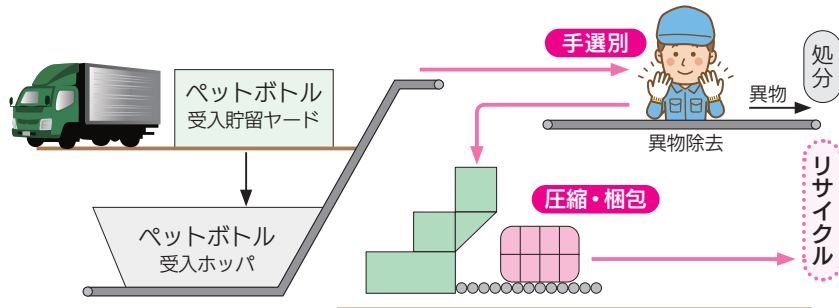 ペットボトル
受入貯留ヤード
ペットボトル
受入ホッパ
手選別
異物
処分
異物除去
圧縮・梱包
リサイクル